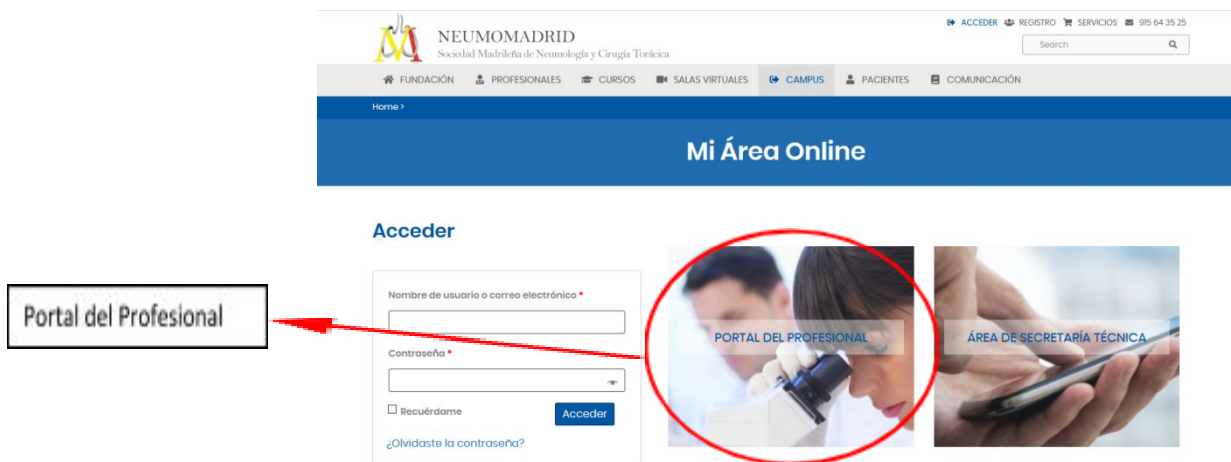 ACCEDER REGISTRO SERVICIOS 915 64 35 25
NEUMOMADRID
Sociedad Madrileña de Neumología y Cirugía Torácica
Search
FUNDACIÓN PROFESIONALES CURSOS SALAS VIRTUALES CAMPUS PACIENTES COMUNICACIÓN
Home >
Mi Área Online
Acceder
Nombre de usuario o correo electrónico *
Contraseña *
Recuérdame
Acceder
¿Olvidaste la contraseña?
PORTAL DEL PROFESIONAL
ÁREA DE SECRETARÍA TÉCNICA
Portal del Profesional